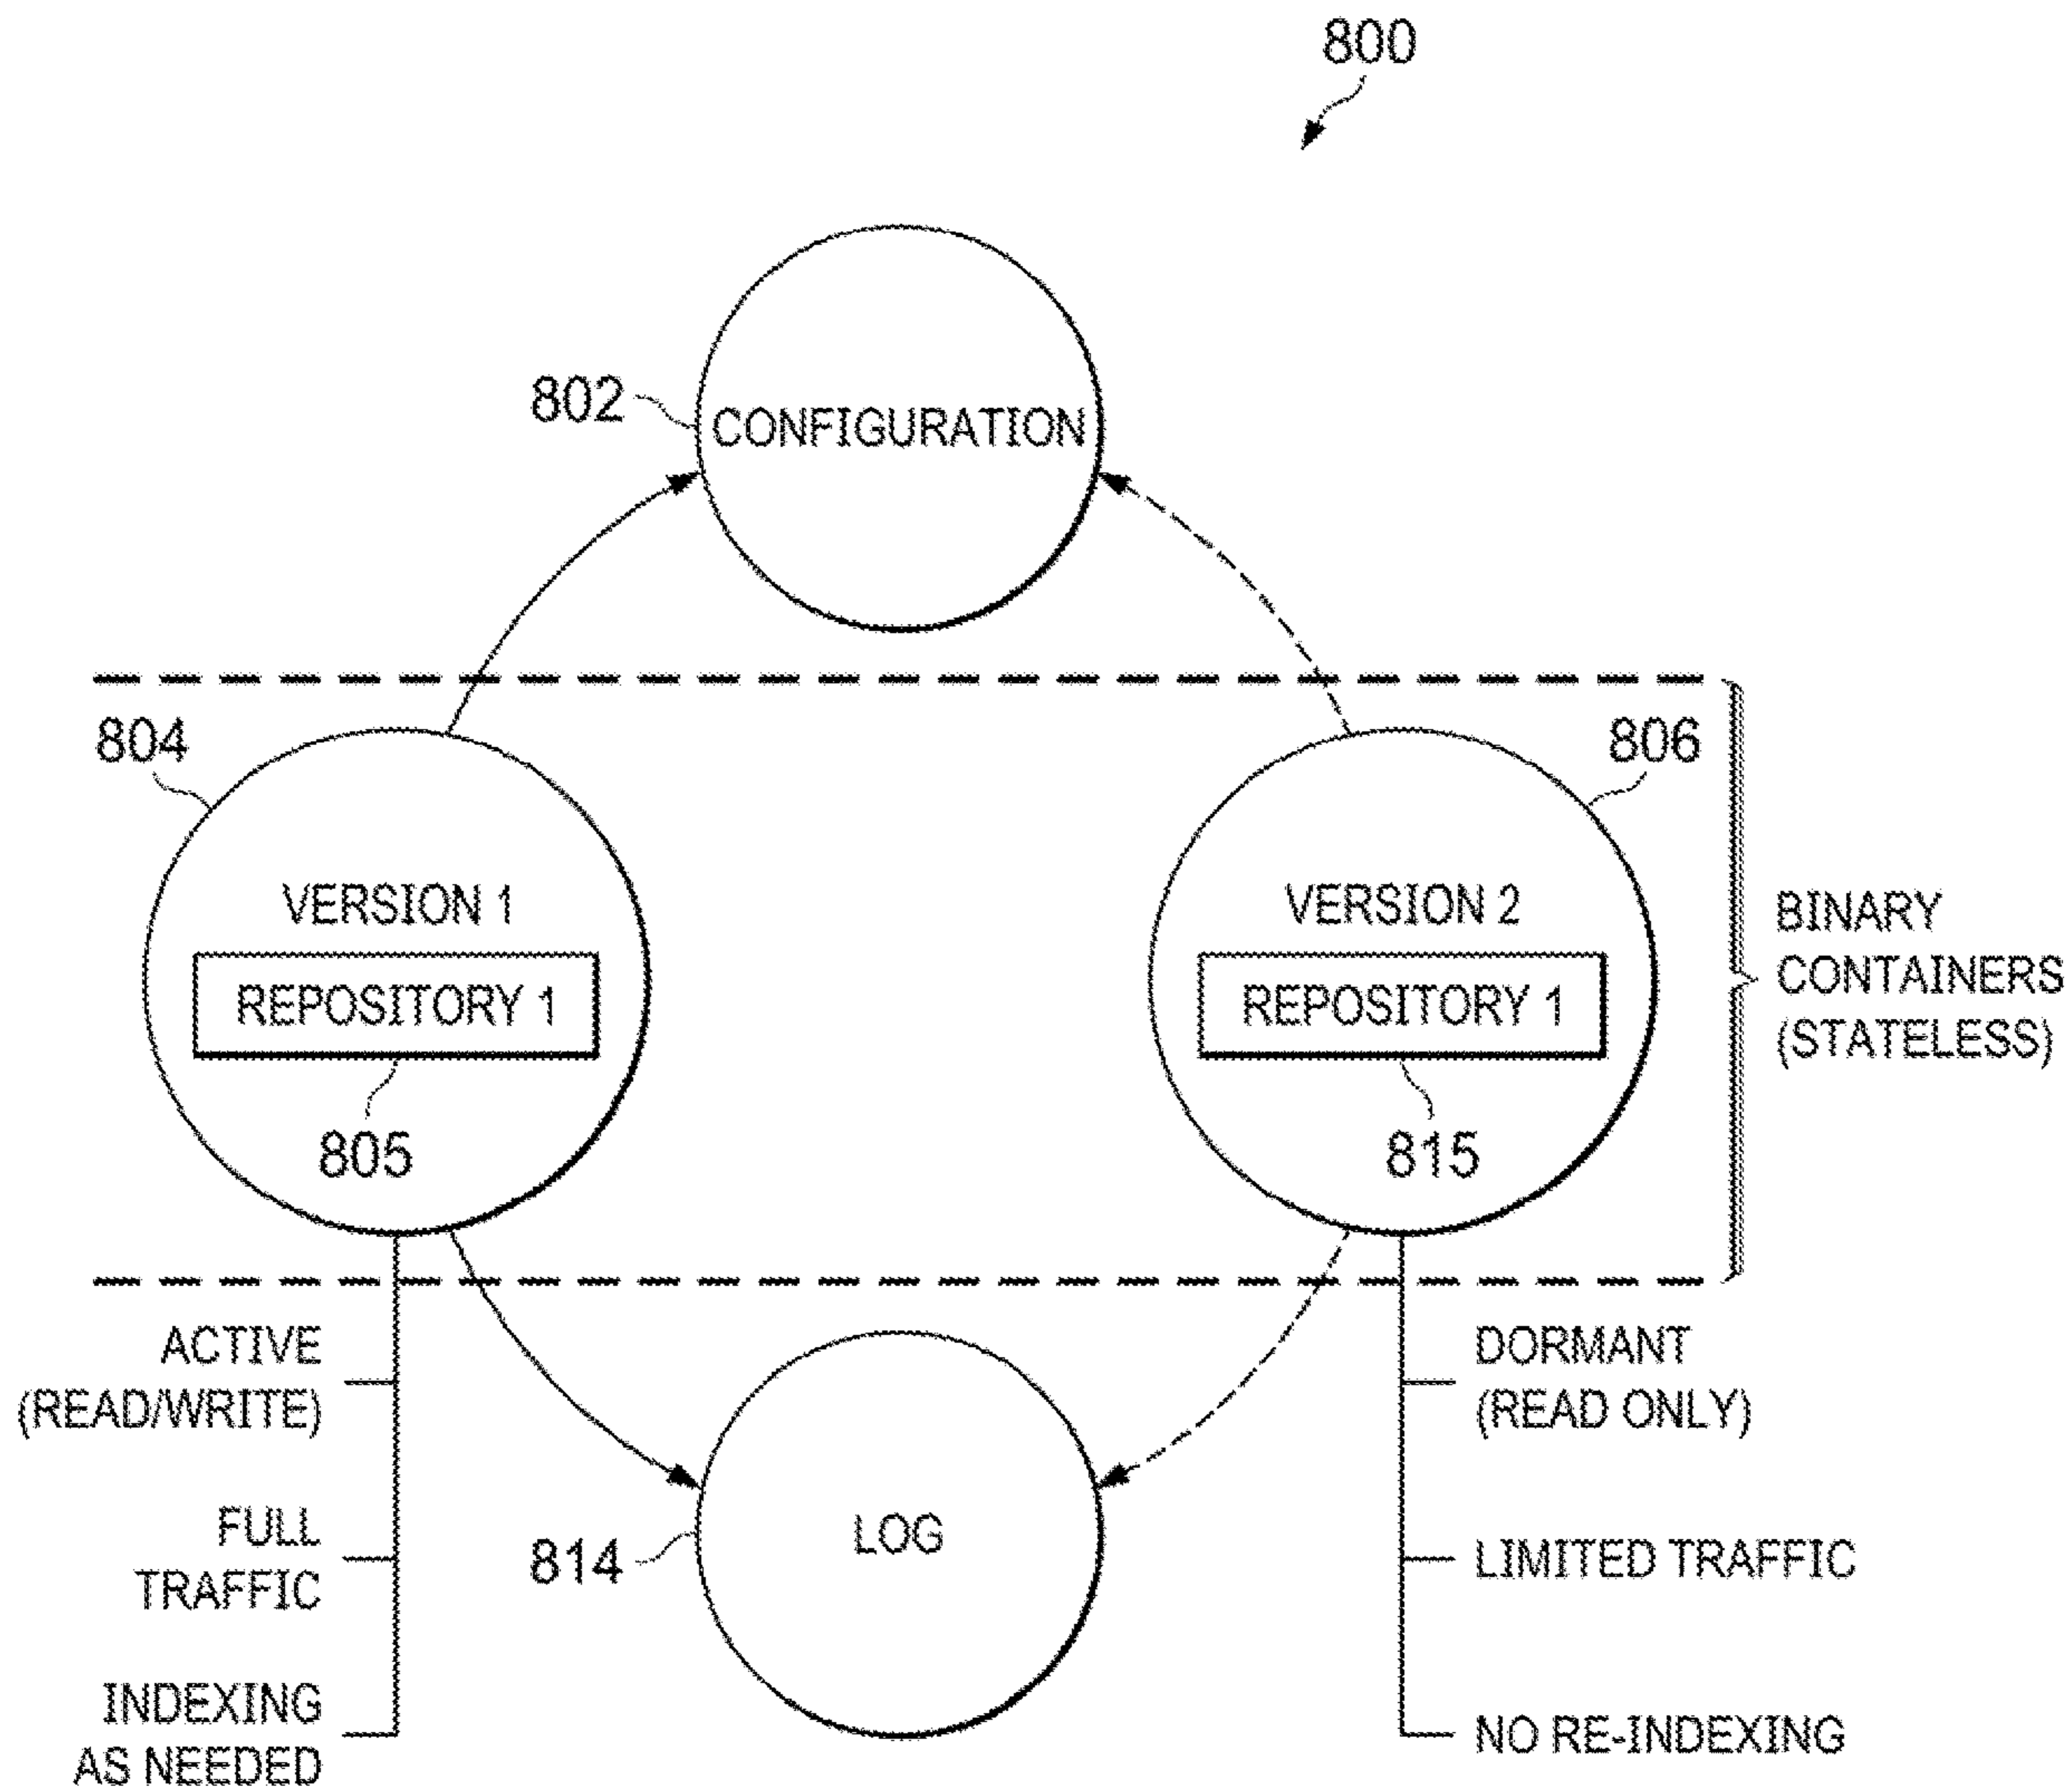 800
802
CONFIGURATION
804
806
VERSION 1
REPOSITORY 1
805
VERSION 2
REPOSITORY 1
815
BINARY
CONTAINERS
(STATELESS)
ACTIVE
(READ/WRITE)
FULL
TRAFFIC
INDEXING
AS NEEDED
814
LOG
DORMANT
(READ ONLY)
LIMITED TRAFFIC
NO RE-INDEXING